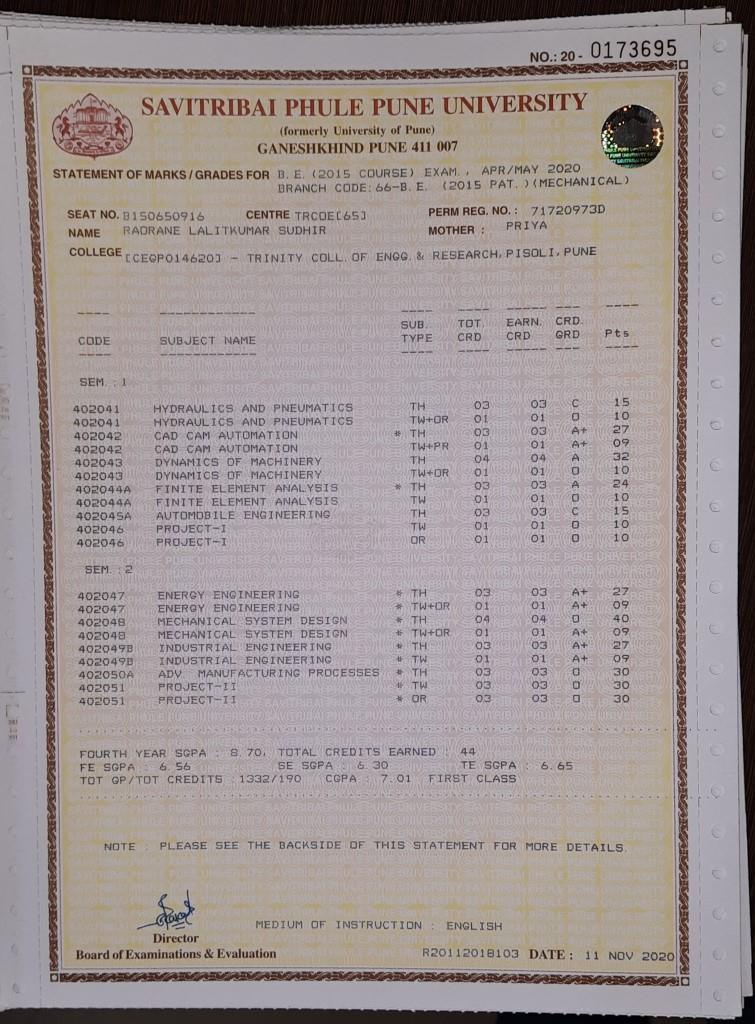 NO.: 20 - 0173695
SAVITRIBAI PHULE PUNE UNIVERSITY
(formerly University of Pune)
GANESHKHIND PUNE 411 007
STATEMENT OF MARKS / GRADES FOR B.E.(2015 COURSE) EXAM., APR/MAY 2020
BRANCH CODE:66-B.E. (2015 PAT.)(MECHANICAL)
SEAT NO. B150650916 CENTRE TRCOE[65] PERM REG. NO.: 71720973D
NAME RAORANE LALITKUMAR SUDHIR MOTHER : PRIYA
COLLEGE [CEGP014620] - TRINITY COLL. OF ENGG.& RESEARCH,PISOLI,PUNE
SUB. TOT. EARN. CRD.
CODE SUBJECT NAME TYPE CRD CRD GRD Pts
SEM. : 1
402041 HYDRAULICS AND PNEUMATICS TH 03 03 C 15
402041 HYDRAULICS AND PNEUMATICS TW+OR 01 01 O 10
402042 CAD CAM AUTOMATION * TH 03 03 A+ 27
402042 CAD CAM AUTOMATION TW+PR 01 01 A+ 09
402043 DYNAMICS OF MACHINERY TH 04 04 A 32
402043 DYNAMICS OF MACHINERY TW+OR 01 01 O 10
402044A FINITE ELEMENT ANALYSIS * TH 03 03 A 24
402044A FINITE ELEMENT ANALYSIS TW 01 01 O 10
402045A AUTOMOBILE ENGINEERING TH 03 03 C 15
402046 PROJECT-I TW 01 01 O 10
402046 PROJECT-I OR 01 01 O 10
SEM. : 2
402047 ENERGY ENGINEERING * TH 03 03 A+ 27
402047 ENERGY ENGINEERING * TW+OR 01 01 A+ 09
402048 MECHANICAL SYSTEM DESIGN * TH 04 04 O 40
402048 MECHANICAL SYSTEM DESIGN * TW+OR 01 01 A+ 09
402049B INDUSTRIAL ENGINEERING * TH 03 03 A+ 27
402049B INDUSTRIAL ENGINEERING * TW 01 01 A+ 09
402050A ADV. MANUFACTURING PROCESSES * TH 03 03 O 30
402051 PROJECT-II * TW 03 03 O 30
402051 PROJECT-II * OR 03 03 O 30
FOURTH YEAR SGPA : 8.70, TOTAL CREDITS EARNED : 44
FE SGPA : 6.56 SE SGPA : 6.30 TE SGPA : 6.65
TOT GP/TOT CREDITS :1332/190 CGPA : 7.01 FIRST CLASS
NOTE : PLEASE SEE THE BACKSIDE OF THIS STATEMENT FOR MORE DETAILS.
MEDIUM OF INSTRUCTION : ENGLISH
Director
Board of Examinations & Evaluation R20112018103 DATE : 11 NOV 2020